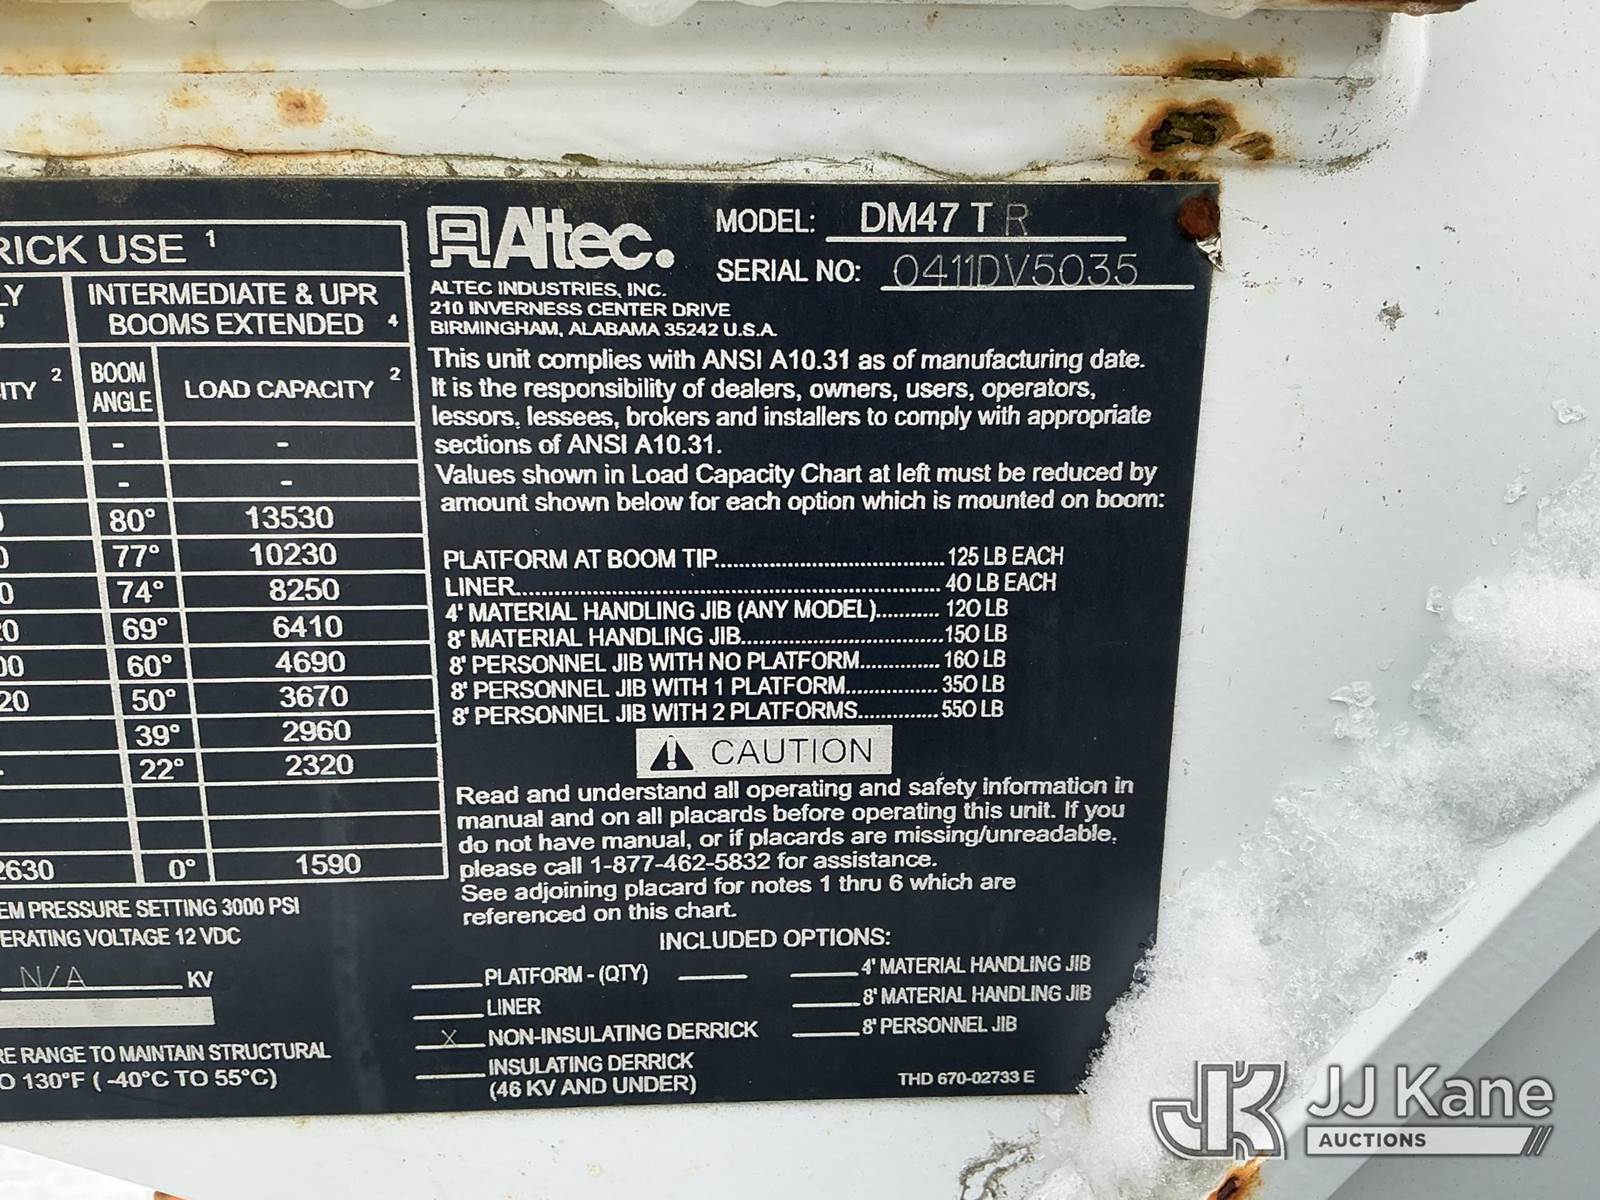 RICK USE 1
INTERMEDIATE & UPR
BOOMS EXTENDED 4
2
BOOM
ANGLE
LOAD CAPACITY 2
- -
- -
80° 13530
77° 10230
74° 8250
69° 6410
60° 4690
50° 3670
39° 2960
22° 2320
2630 0° 1590
EM PRESSURE SETTING 3000 PSI
ERATING VOLTAGE 12 VDC
N/A KV
RE RANGE TO MAINTAIN STRUCTURAL
O 130°F ( -40°C TO 55°C)
Altec.
MODEL: DM47 T R
SERIAL NO: 0411DV5035
ALTEC INDUSTRIES, INC.
210 INVERNESS CENTER DRIVE
BIRMINGHAM, ALABAMA 35242 U.S.A.
This unit complies with ANSI A10.31 as of manufacturing date.
It is the responsibility of dealers, owners, users, operators,
lessors, lessees, brokers and installers to comply with appropriate
sections of ANSI A10.31.
Values shown in Load Capacity Chart at left must be reduced by
amount shown below for each option which is mounted on boom:
PLATFORM AT BOOM TIP..................................... 125 LB EACH
LINER.................................................................. 40 LB EACH
4' MATERIAL HANDLING JIB (ANY MODEL).......... 120 LB
8' MATERIAL HANDLING JIB................................150 LB
8' PERSONNEL JIB WITH NO PLATFORM............. 160 LB
8' PERSONNEL JIB WITH 1 PLATFORM............... 350 LB
8' PERSONNEL JIB WITH 2 PLATFORMS............. 550 LB
CAUTION
Read and understand all operating and safety information in
manual and on all placards before operating this unit. If you
do not have manual, or if placards are missing/unreadable,
please call 1-877-462-5832 for assistance.
See adjoining placard for notes 1 thru 6 which are
referenced on this chart.
INCLUDED OPTIONS:
PLATFORM - (QTY)
LINER
X NON-INSULATING DERRICK
INSULATING DERRICK
(46 KV AND UNDER)
4' MATERIAL HANDLING JIB
8' MATERIAL HANDLING JIB
8' PERSONNEL JIB
THD 670-02733 E
JK JJ Kane
AUCTIONS